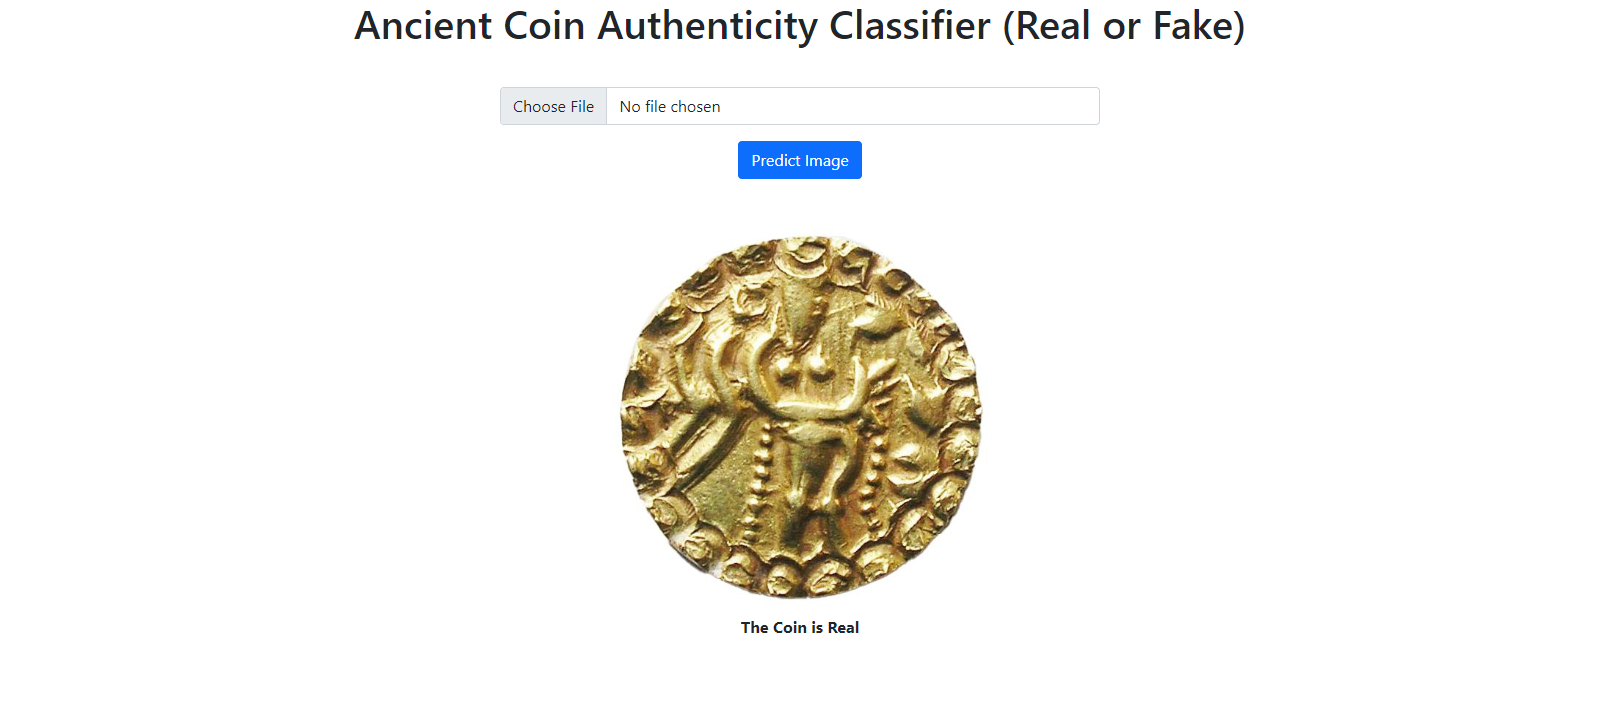 Ancient Coin Authenticity Classifier (Real or Fake)
Choose File No file chosen
Predict Image
The Coin is Real